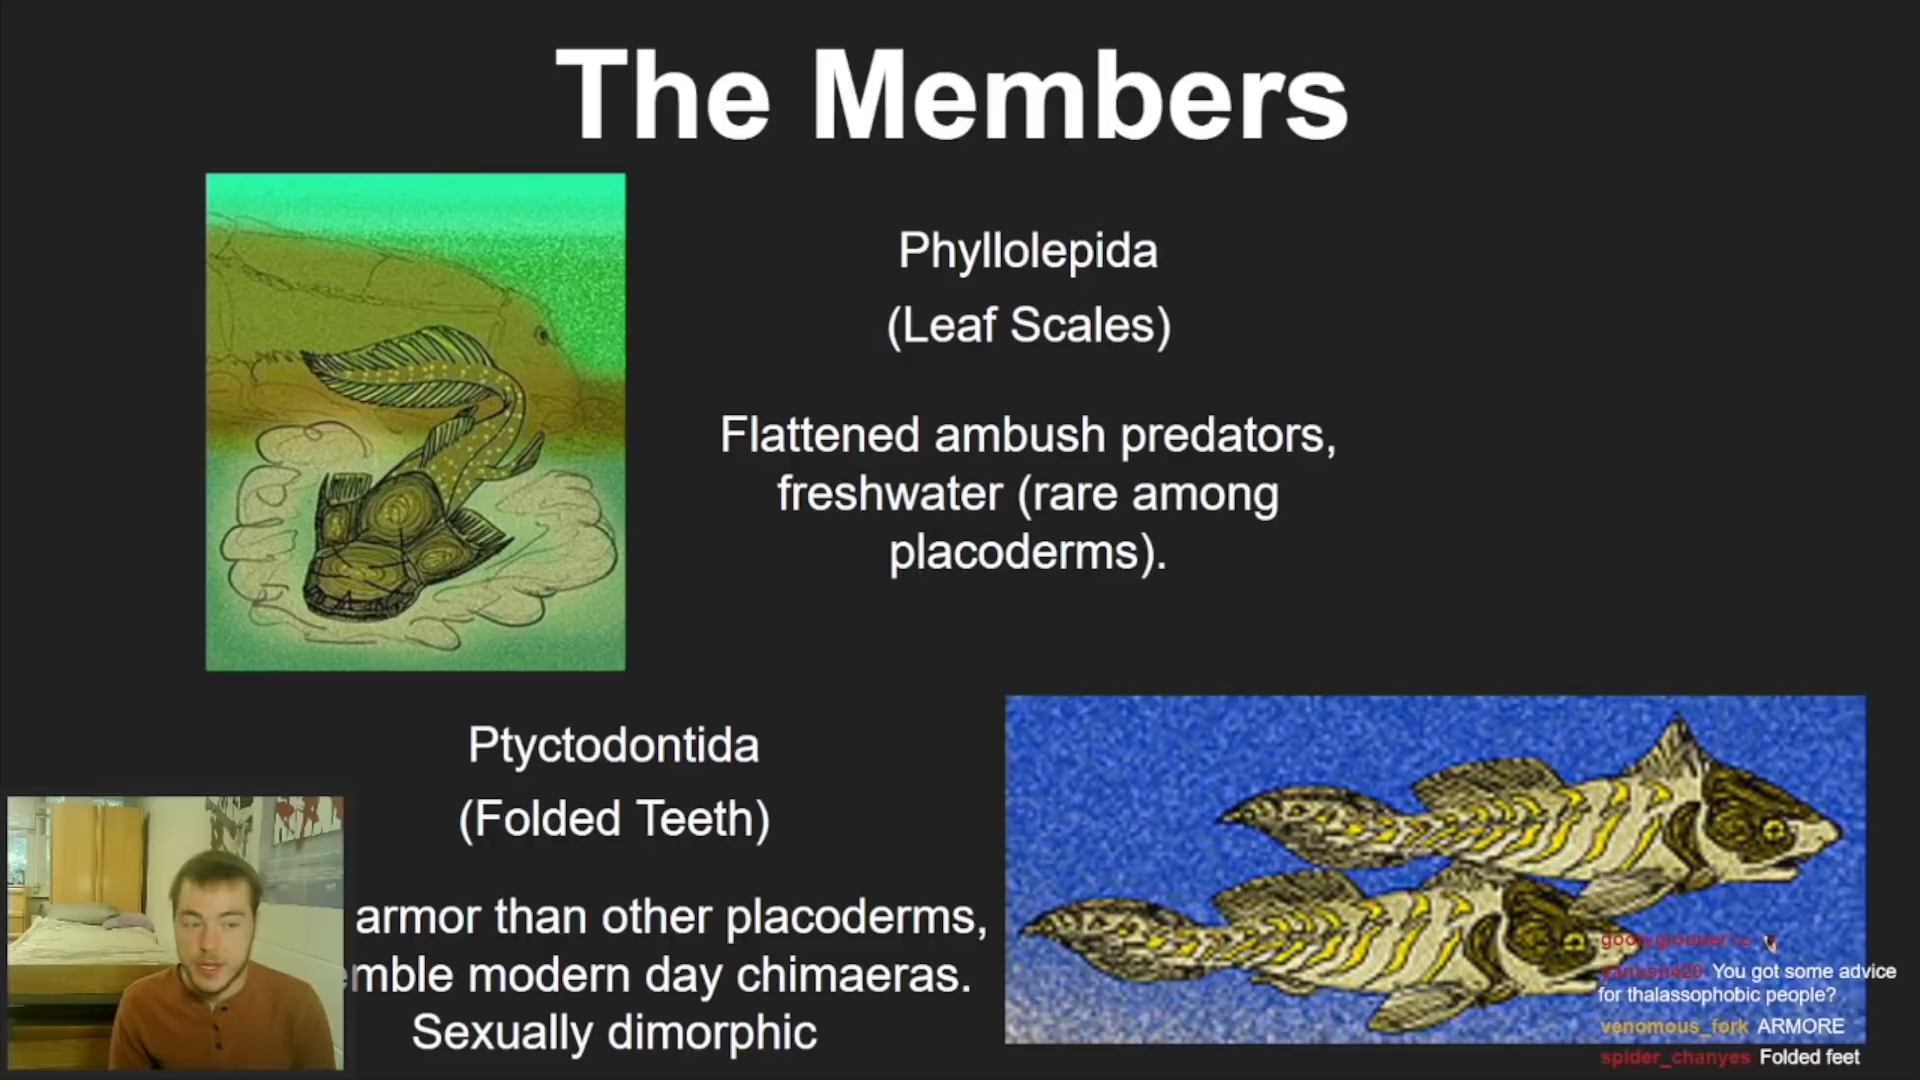 The Members
Phyllolepida
(Leaf Scales)
Flattened ambush predators,
freshwater (rare among
placoderms).
Ptyctodontida
(Folded Teeth)
armor than other placoderms,
mble modern day chimaeras.
Sexually dimorphic
You got some advice
for thalassophobic people?
venomous_fork ARMORE
spider_chanyes Folded feet